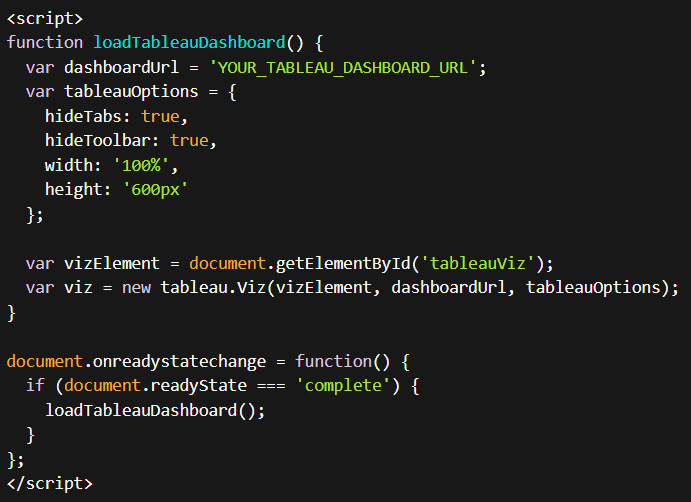 <script>
function loadTableauDashboard() {
  var dashboardUrl = 'YOUR_TABLEAU_DASHBOARD_URL';
  var tableauOptions = {
    hideTabs: true,
    hideToolbar: true,
    width: '100%',
    height: '600px'
  };

  var vizElement = document.getElementById('tableauViz');
  var viz = new tableau.Viz(vizElement, dashboardUrl, tableauOptions);
}

document.onreadystatechange = function() {
  if (document.readyState === 'complete') {
    loadTableauDashboard();
  }
};
</script>